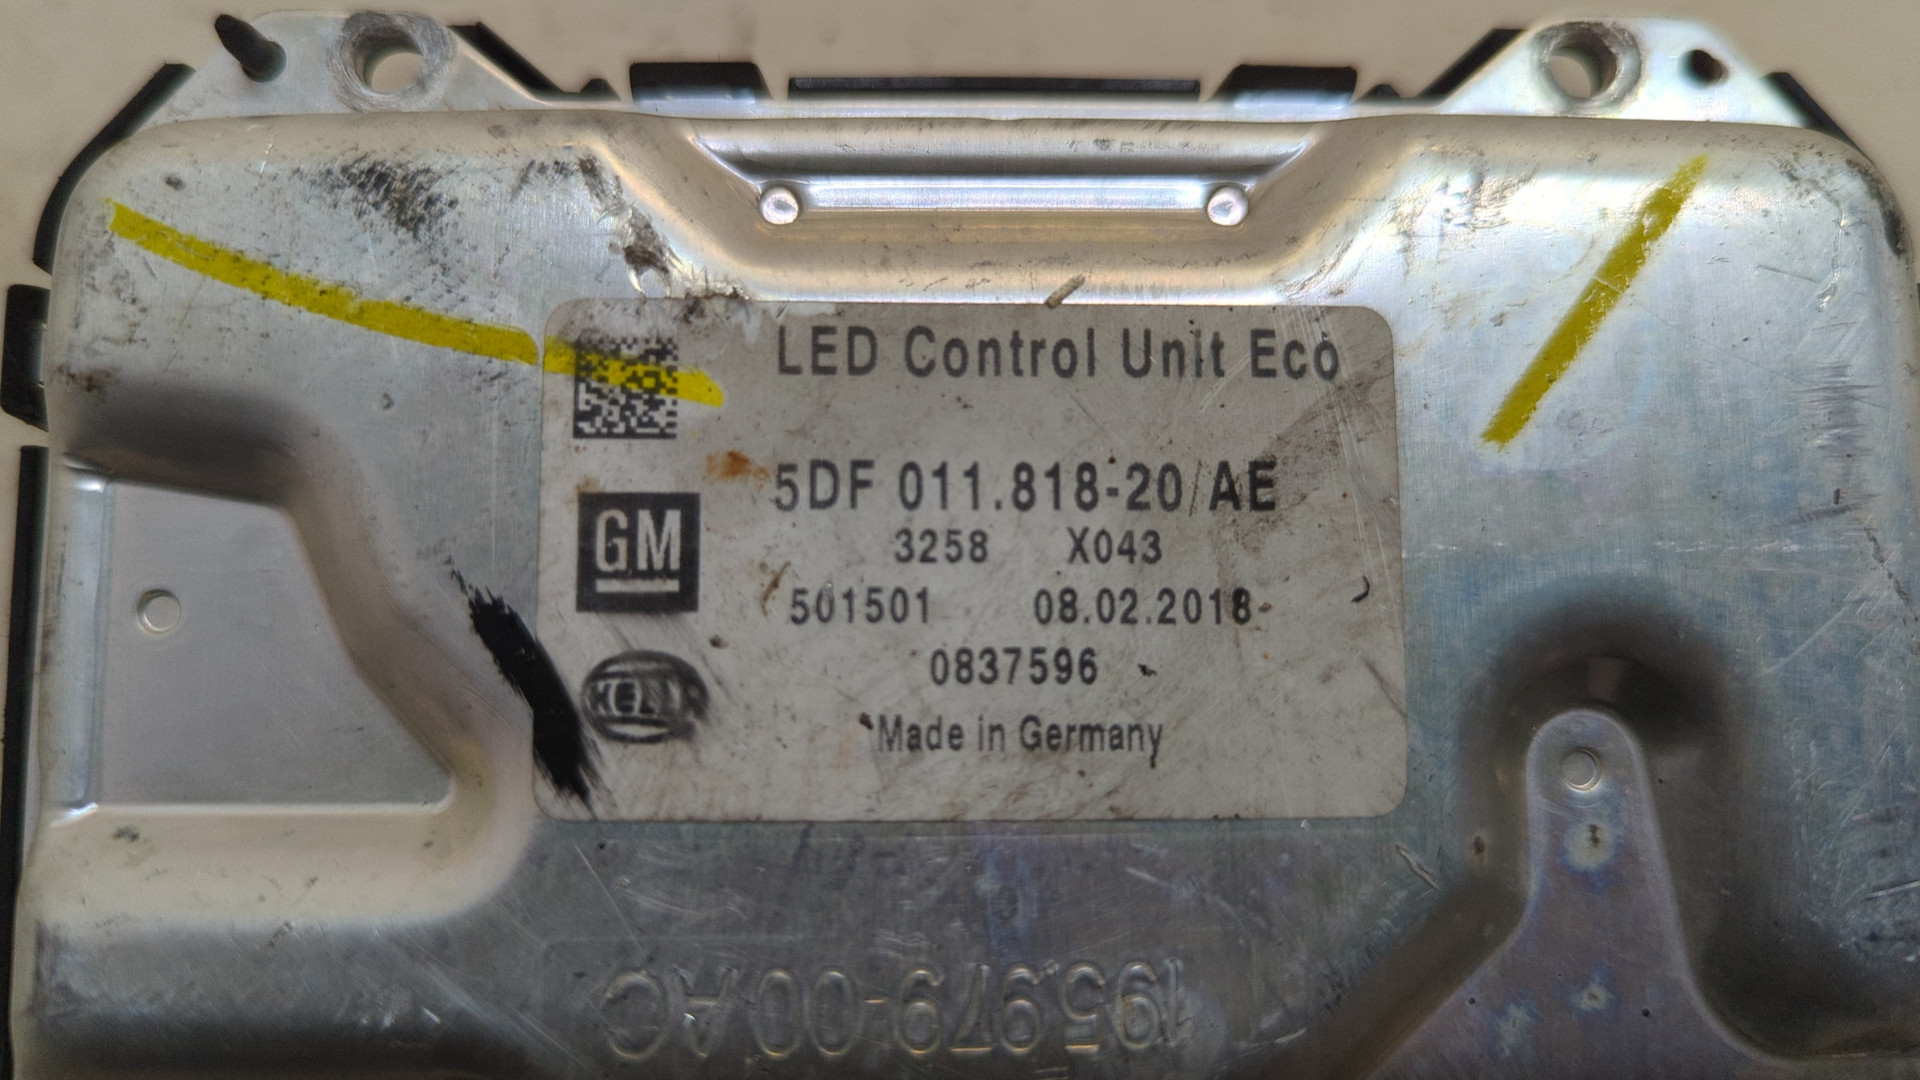 LED Control Unit Eco
5DF 011.818-20/AE
GM
3258 X043
501501 08.02.2018
0837596
HELLA
Made in Germany
195.979-00 AC